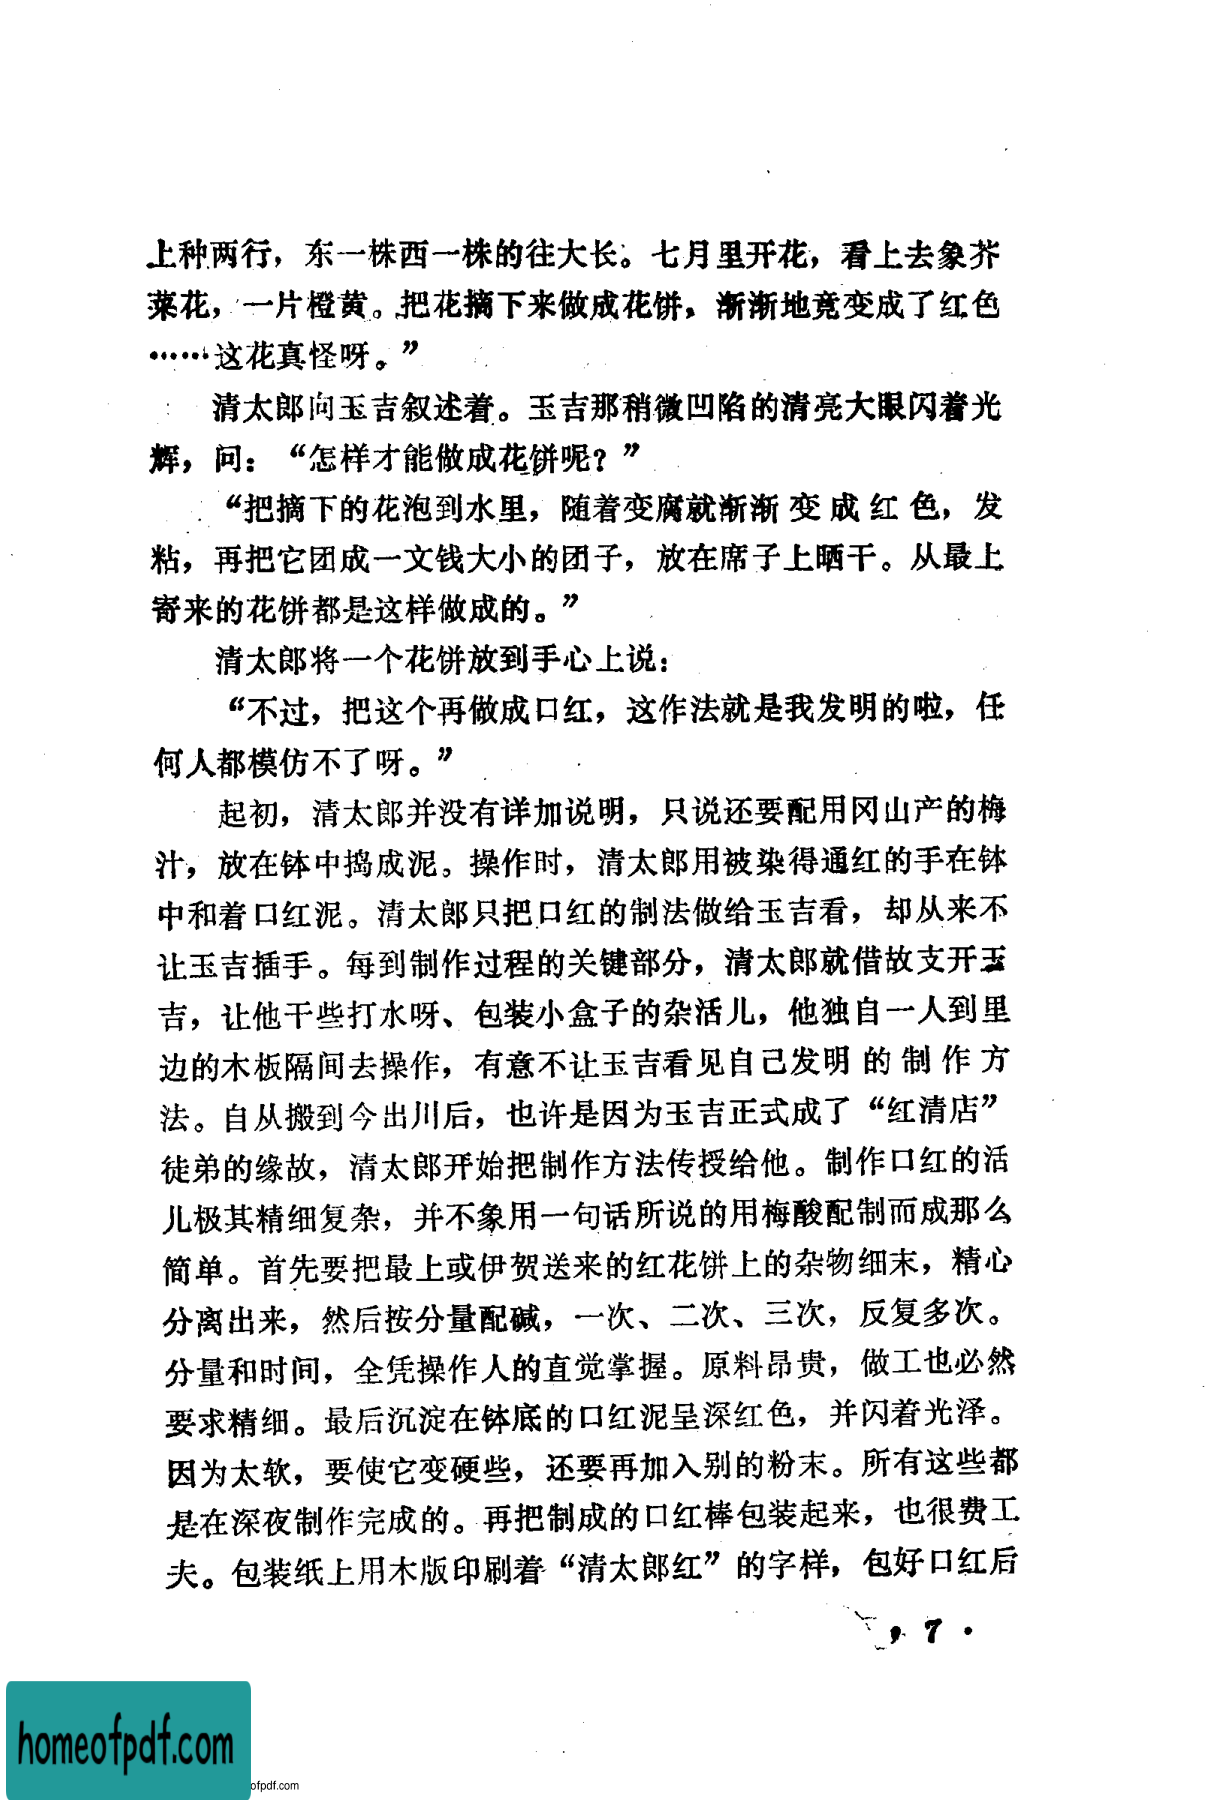 上种两行，东一株西一株的往大长。七月里开花，看上去象芥
菜花，一片橙黄。把花摘下来做成花饼，渐渐地竟变成了红色
……这花真怪呀。”
清太郎向玉吉叙述着。玉吉那稍微凹陷的清亮大眼闪着光
辉，问：“怎样才能做成花饼呢？”
“把摘下的花泡到水里，随着变腐就渐渐变成红色，发
粘，再把它团成一文钱大小的团子，放在席子上晒干。从最上
寄来的花饼都是这样做成的。”
清太郎将一个花饼放到手心上说：
“不过，把这个再做成口红，这作法就是我发明的啦，任
何人都模仿不了呀。”
起初，清太郎并没有详加说明，只说还要配用冈山产的梅
汁，放在钵中捣成泥。操作时，清太郎用被染得通红的手在钵
中和着口红泥。清太郎只把口红的制法做给玉吉看，却从来不
让玉吉插手。每到制作过程的关键部分，清太郎就借故支开玉
吉，让他干些打水呀、包装小盒子的杂活儿，他独自一人到里
边的木板隔间去操作，有意不让玉吉看见自己发明的制作方
法。自从搬到今出川后，也许是因为玉吉正式成了“红清店”
徒弟的缘故，清太郎开始把制作方法传授给他。制作口红的活
儿极其精细复杂，并不象用一句话所说的用梅酸配制而成那么
简单。首先要把最上或伊贺送来的红花饼上的杂物细末，精心
分离出来，然后按分量配碱，一次、二次、三次，反复多次。
分量和时间，全凭操作人的直觉掌握。原料昂贵，做工也必然
要求精细。最后沉淀在钵底的口红泥呈深红色，并闪着光泽。
因为太软，要使它变硬些，还要再加入别的粉末。所有这些都
是在深夜制作完成的。再把制成的口红棒包装起来，也很费工
夫。包装纸上用木版印刷着“清太郎红”的字样，包好口红后
7 ·
homeofpdf.com
ofpdf.com